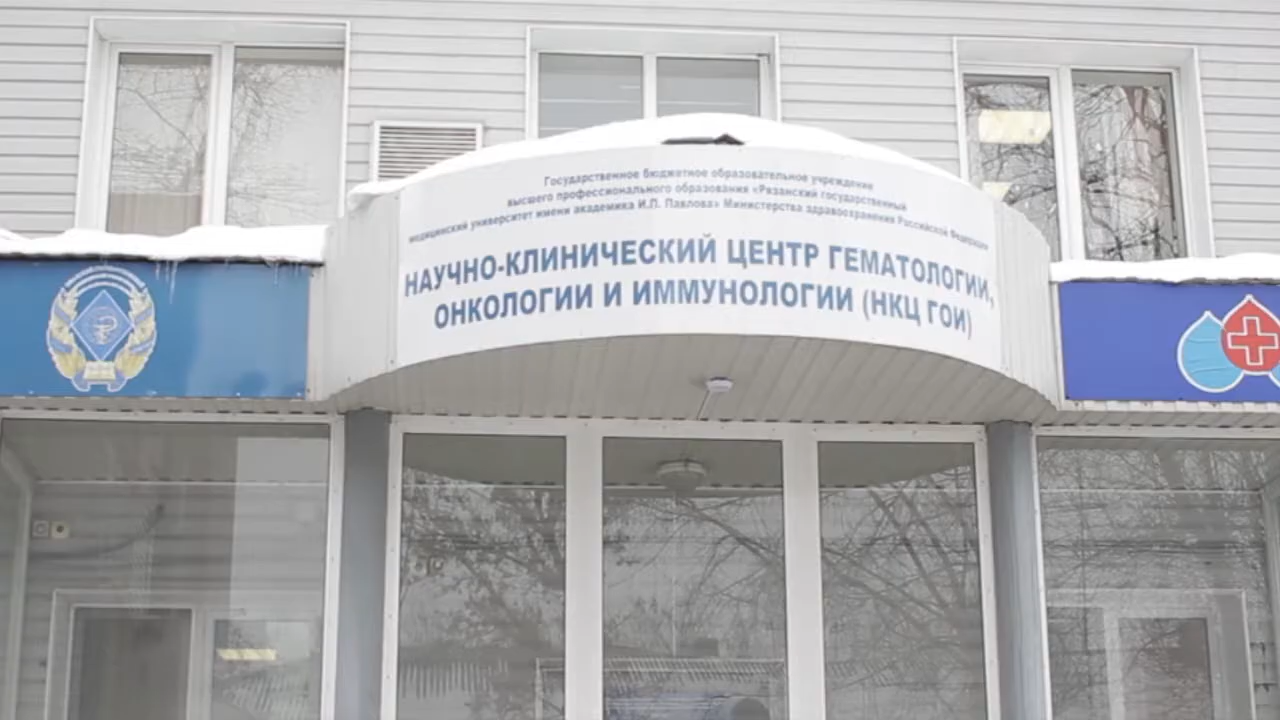 Государственное бюджетное образовательное учреждение
высшего профессионального образования «Рязанский государственный
медицинский университет имени академика И.П. Павлова» Министерства здравоохранения Российской Федерации
НАУЧНО-КЛИНИЧЕСКИЙ ЦЕНТР ГЕМАТОЛОГИИ,
ОНКОЛОГИИ И ИММУНОЛОГИИ (НКЦ ГОИ)